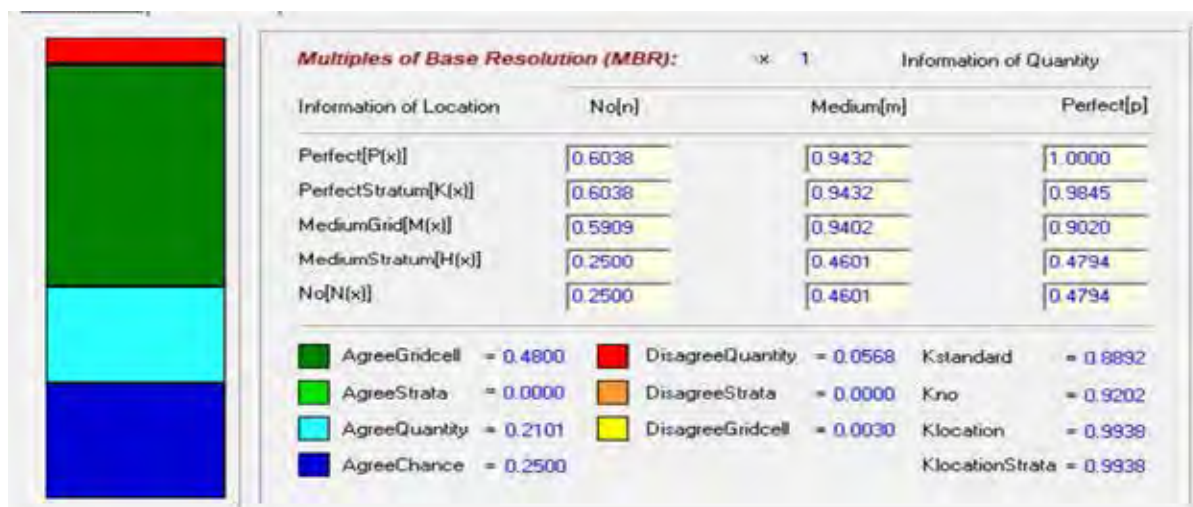 Multiples of Base Resolution (MBR): x 1 Information of Quantity
Information of Location No[n] Medium[m] Perfect[p]
Perfect[P(x)] 0.6038 0.9432 1.0000
PerfectStratum[K(x)] 0.6038 0.9432 0.9845
MediumGrid[M(x)] 0.5909 0.9402 0.9020
MediumStratum[H(x)] 0.2500 0.4601 0.4794
No[N(x)] 0.2500 0.4601 0.4794
AgreeGridcell = 0.4800 DisagreeQuantity = 0.0568 Kstandard = 0.8892
AgreeStrata = 0.0000 DisagreeStrata = 0.0000 Kno = 0.9202
AgreeQuantity = 0.2101 DisagreeGridcell = 0.0030 Klocation = 0.9938
AgreeChance = 0.2500 KlocationStrata = 0.9938